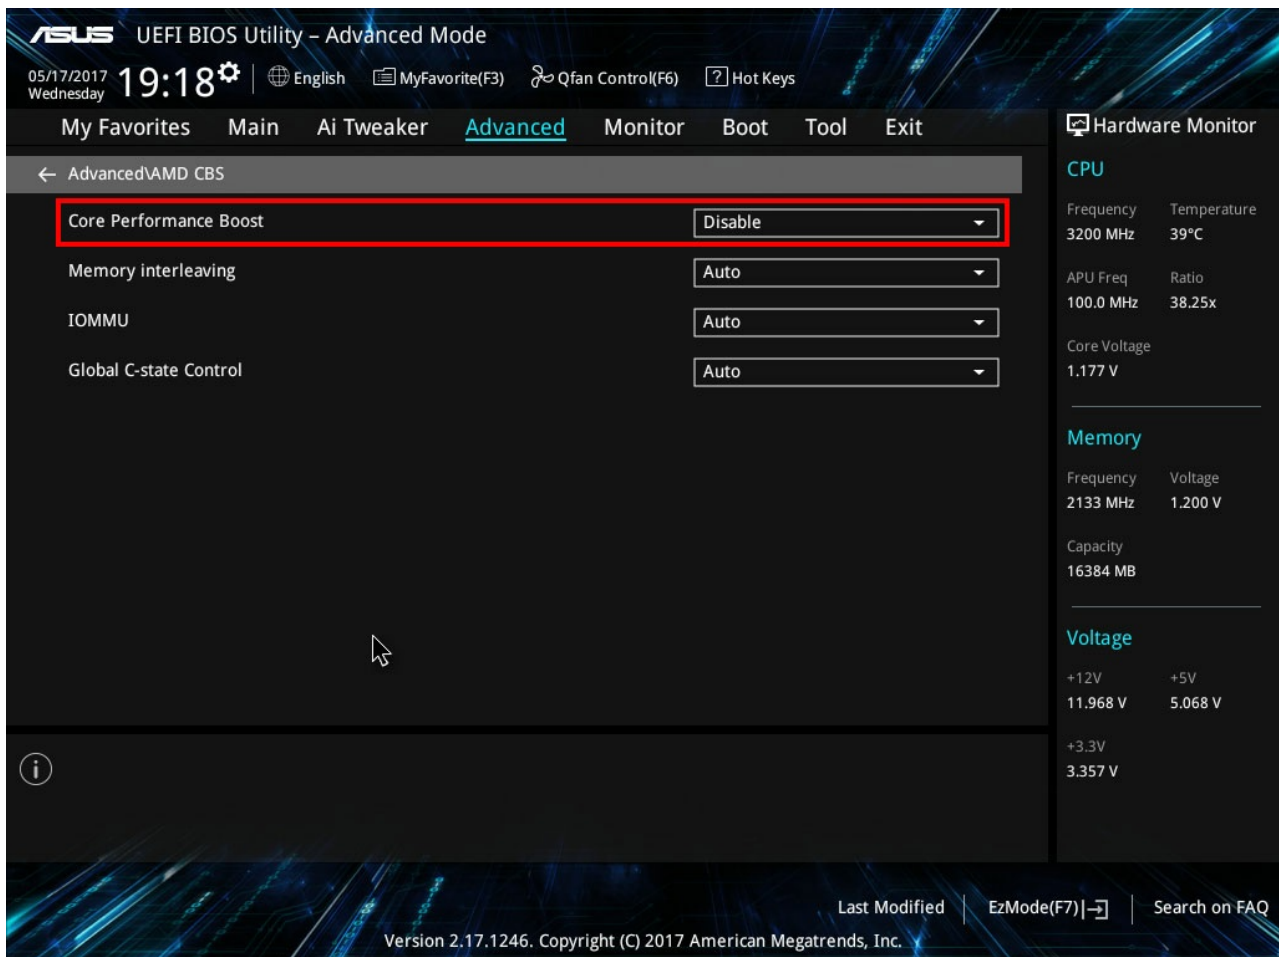 ASUS UEFI BIOS Utility – Advanced Mode
05/17/2017 Wednesday 19:18 English MyFavorite(F3) Qfan Control(F6) ? Hot Keys
My Favorites Main Ai Tweaker Advanced Monitor Boot Tool Exit
Hardware Monitor
← Advanced\AMD CBS
Core Performance Boost Disable
Memory interleaving Auto
IOMMU Auto
Global C-state Control Auto
CPU
Frequency Temperature
3200 MHz 39°C
APU Freq Ratio
100.0 MHz 38.25x
Core Voltage
1.177 V
Memory
Frequency Voltage
2133 MHz 1.200 V
Capacity
16384 MB
Voltage
+12V +5V
11.968 V 5.068 V
+3.3V
3.357 V
i
Last Modified EzMode(F7) Search on FAQ
Version 2.17.1246. Copyright (C) 2017 American Megatrends, Inc.